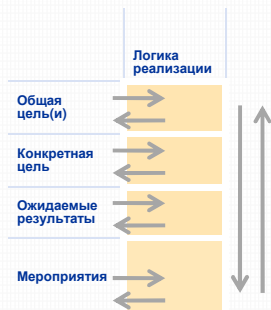 Логика
реализации
Общая
цель(и)
Конкретная
цель
Ожидаемые
результаты
Мероприятия